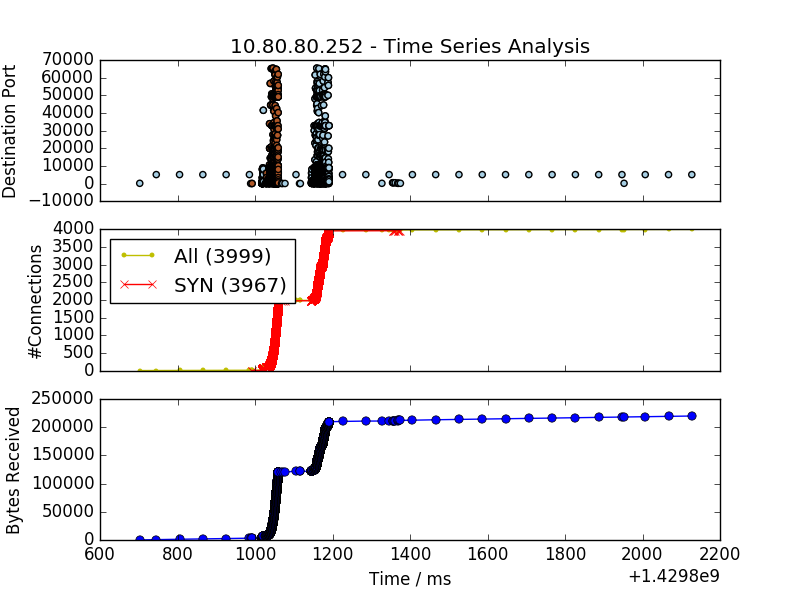 10.80.80.252 - Time Series Analysis
70000
60000
50000
40000
30000
20000
10000
0
−10000
Destination Port
4000
3500
3000
2500
2000
1500
1000
500
0
#Connections
All (3999)
SYN (3967)
250000
200000
150000
100000
50000
0
Bytes Received
600 800 1000 1200 1400 1600 1800 2000 2200
Time / ms
+1.4298e9